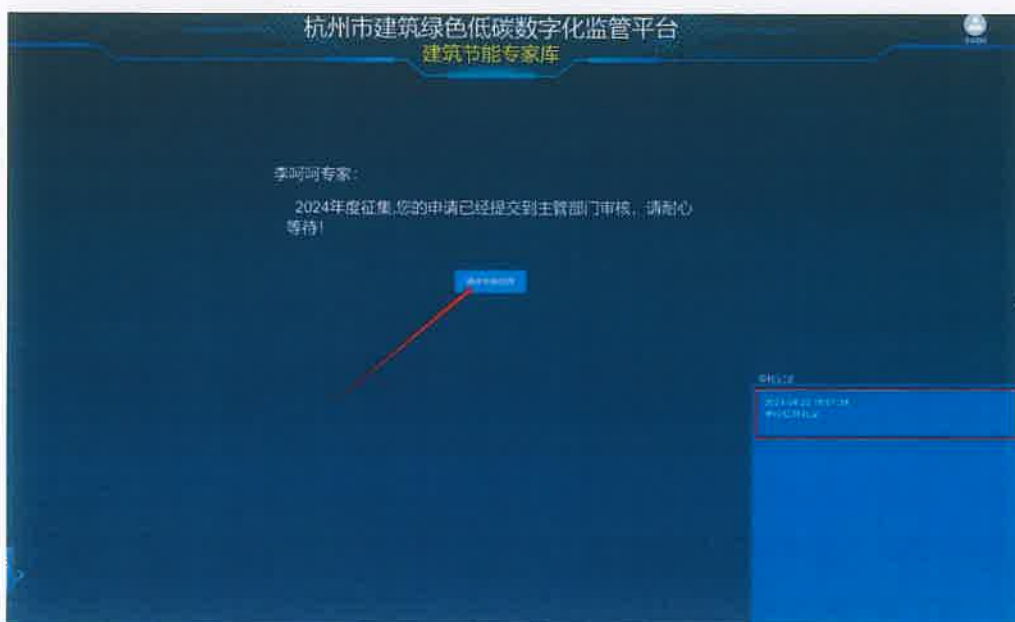 杭州市建筑绿色低碳数字化监管平台
建筑节能专家库
李呵呵专家：
2024年度征集,您的申请已经提交到主管部门审核，请耐心
等待!